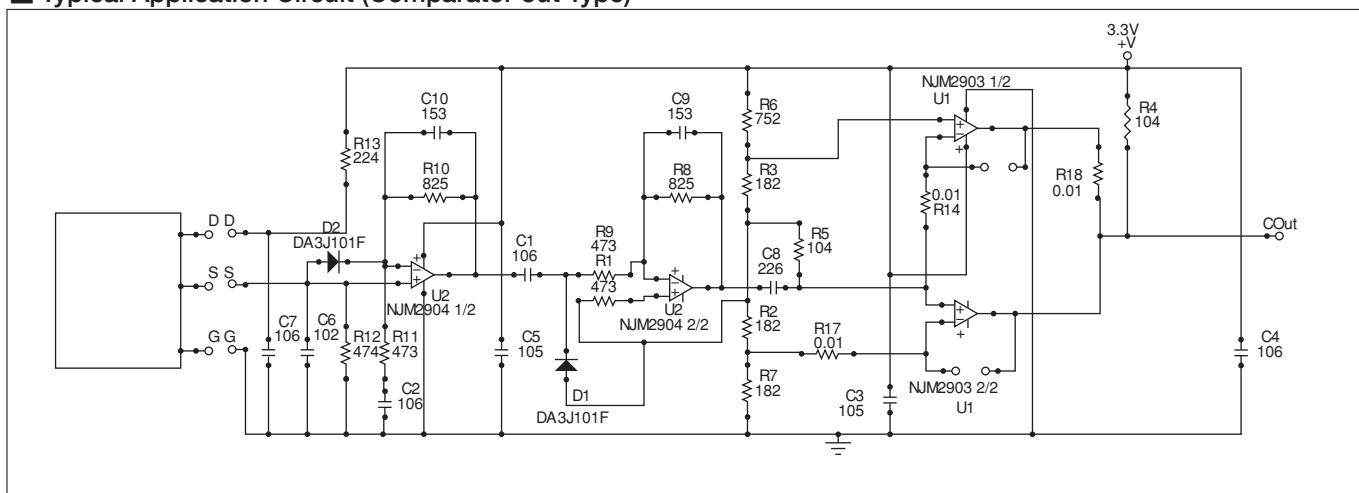 ■ Typical Application Circuit (Comparator out Type)
3.3V
+V
NJM2903 1/2
U1
C10
153
C9
153
R6
752
R4
104
R13
224
R10
825
R8
825
R3
182
R18
0.01
0.01
R14
D D
D2
DA3J101F
C1
106
R9
473
R1
473
R5
104
C8
226
COut
S S
U2
NJM2904 1/2
U2
NJM2904 2/2
G G
C7
106
C6
102
R12
474
R11
473
C5
105
R2
182
R17
0.01
C4
106
C2
106
D1
DA3J101F
R7
182
C3
105
NJM2903 2/2
U1